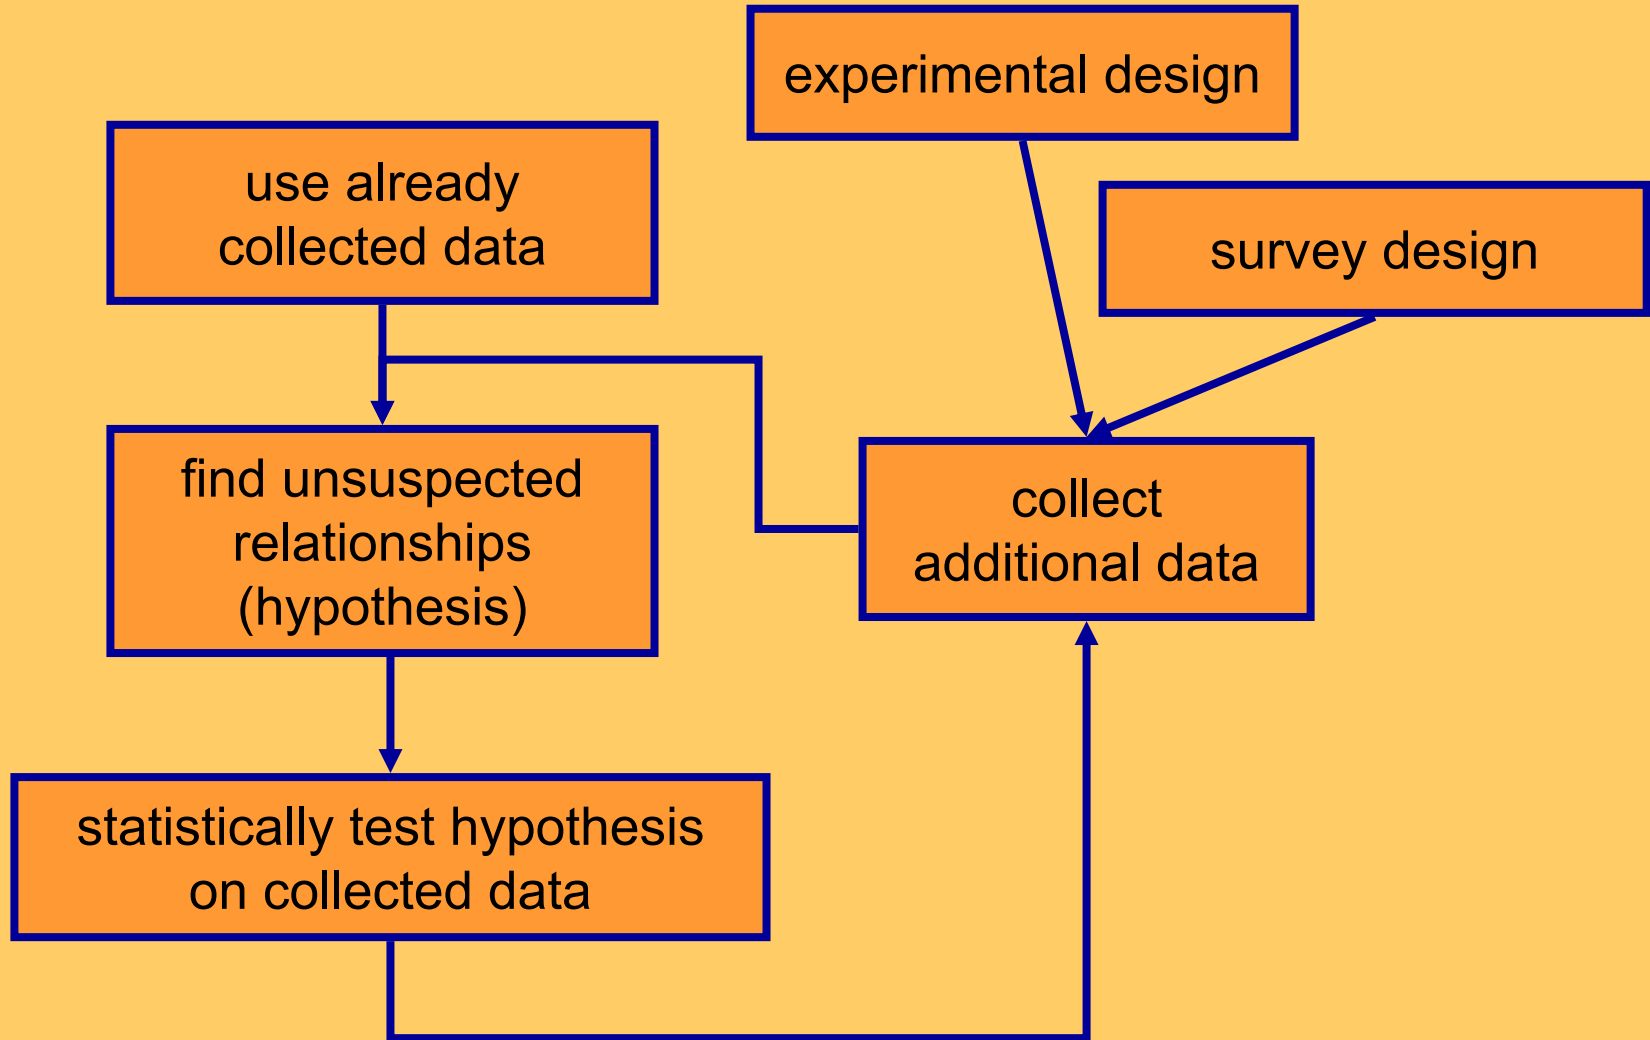 experimental design
use already
collected data
survey design
find unsuspected
relationships
(hypothesis)
collect
additional data
statistically test hypothesis
on collected data